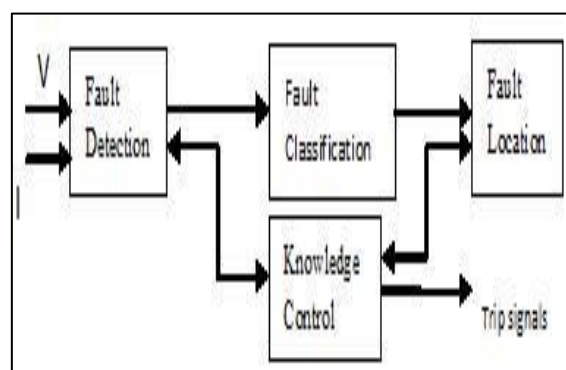 V
I
Fault
Detection
Fault
Classification
Fault
Location
Knowledge
Control
Trip signals